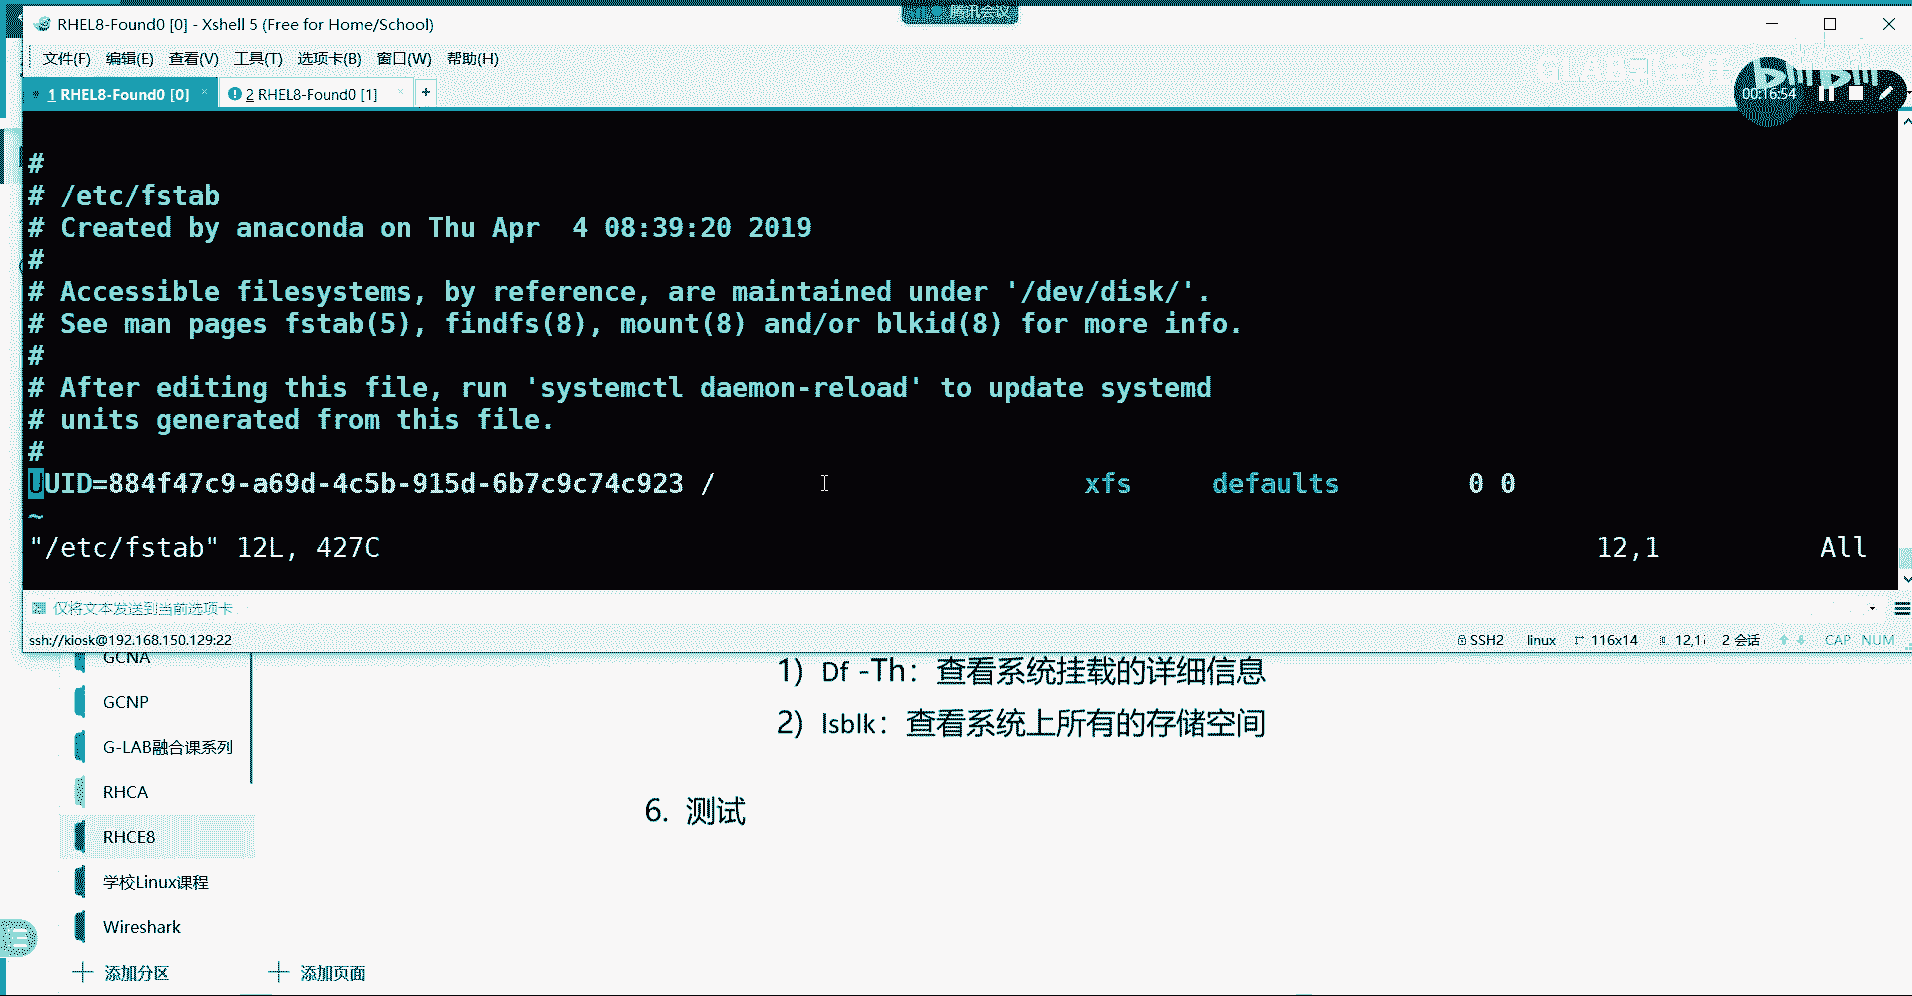 腾讯会议
RHEL8-Found0 [0] - Xshell 5 (Free for Home/School)
文件(F) 编辑(E) 查看(V) 工具(T) 选项卡(B) 窗口(W) 帮助(H)
1 RHEL8-Found0 [0] × 2 RHEL8-Found0 [1] × +
00:16:54
#
# /etc/fstab
# Created by anaconda on Thu Apr  4 08:39:20 2019
#
# Accessible filesystems, by reference, are maintained under '/dev/disk/'.
# See man pages fstab(5), findfs(8), mount(8) and/or blkid(8) for more info.
#
# After editing this file, run 'systemctl daemon-reload' to update systemd
# units generated from this file.
#
UUID=884f47c9-a69d-4c5b-915d-6b7c9c74c923 / xfs defaults 0 0
~
"/etc/fstab" 12L, 427C 12,1 All
仅将文本发送到当前选项卡
ssh://kiosk@192.168.150.129:22 SSH2 linux 116x14 12,1 2 会话 CAP NUM
GCNA
GCNP
G-LAB融合课系列
RHCA
RHCE8
学校Linux课程
Wireshark
添加分区 添加页面
1) Df -Th：查看系统挂载的详细信息
2) lsblk：查看系统上所有的存储空间
6. 测试